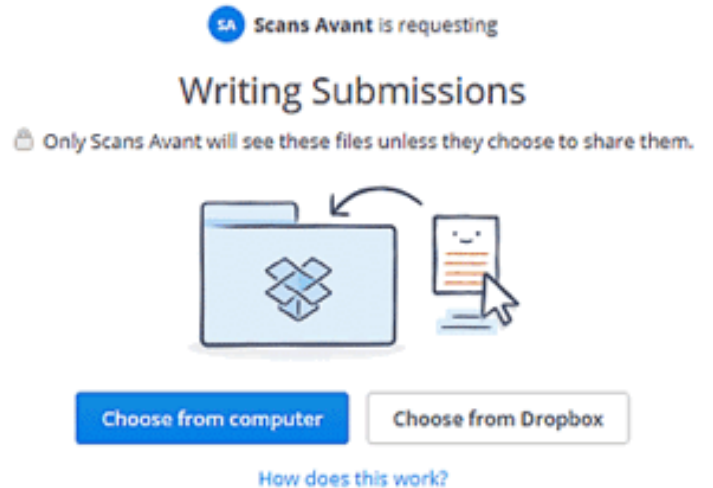 SA Scans Avant is requesting
Writing Submissions
Only Scans Avant will see these files unless they choose to share them.
Choose from computer
Choose from Dropbox
How does this work?